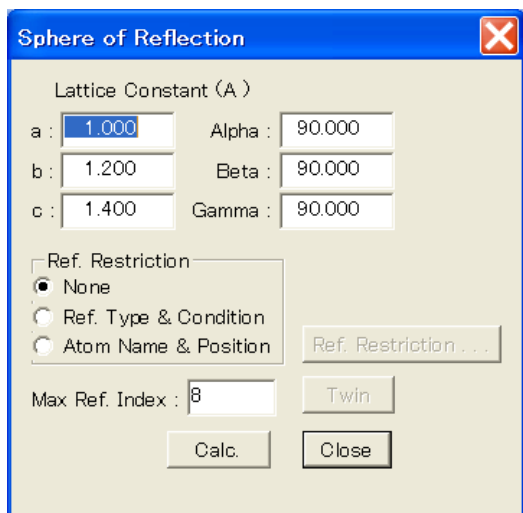 Sphere of Reflection
Lattice Constant (A )
a : 1.000 Alpha : 90.000
b : 1.200 Beta : 90.000
c : 1.400 Gamma : 90.000
Ref. Restriction
None
Ref. Type & Condition
Atom Name & Position
Ref. Restriction . . .
Max Ref. Index : 8
Twin
Calc.
Close